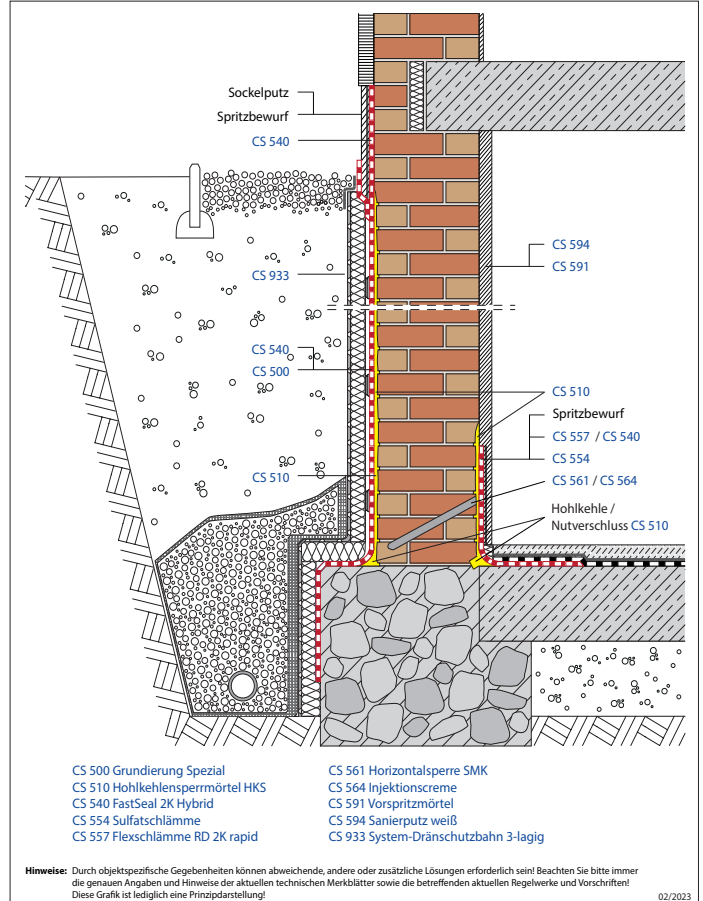 Sockelputz
Spritzbewurf
CS 540
CS 933
CS 540
CS 500
CS 510
CS 594
CS 591
CS 510
Spritzbewurf
CS 557 / CS 540
CS 554
CS 561 / CS 564
Hohlkehle /
Nutverschluss CS 510
CS 500 Grundierung Spezial
CS 510 Hohlkehlensperrmörtel HKS
CS 540 FastSeal 2K Hybrid
CS 554 Sulfatschlämme
CS 557 Flexschlämme RD 2K rapid
CS 561 Horizontalsperre SMK
CS 564 Injektionscreme
CS 591 Vorspritzmörtel
CS 594 Sanierputz weiß
CS 933 System-Dränschutzbahn 3-lagig
Hinweise: Durch objektspezifische Gegebenheiten können abweichende, andere oder zusätzliche Lösungen erforderlich sein! Beachten Sie bitte immer
die genauen Angaben und Hinweise der aktuellen technischen Merkblätter sowie die betreffenden aktuellen Regelwerke und Vorschriften!
Diese Grafik ist lediglich eine Prinzipdarstellung!
02/2023